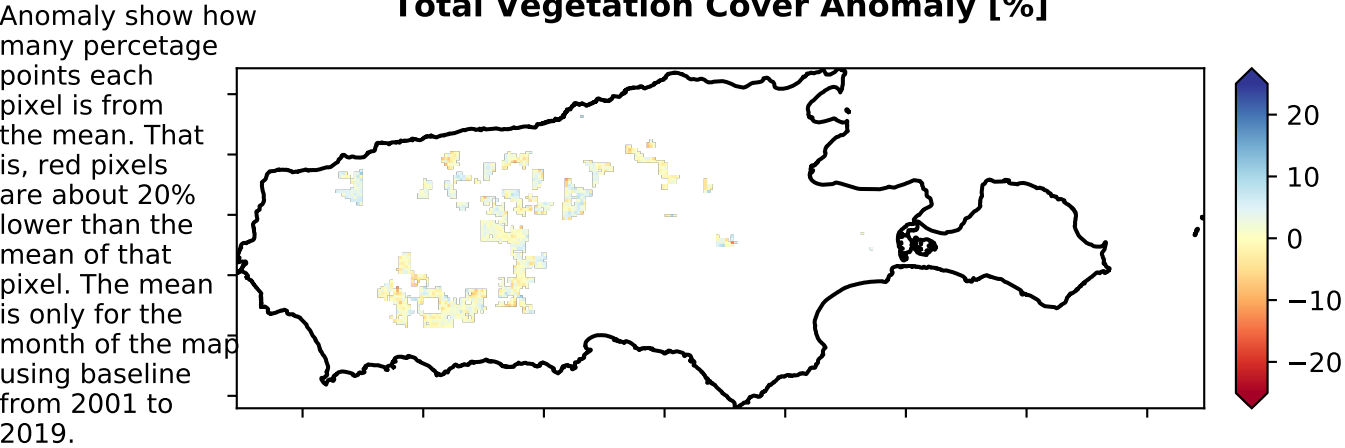 Total Vegetation Cover Anomaly [%]
Anomaly show how
many percetage
points each
pixel is from
the mean. That
is, red pixels
are about 20%
lower than the
mean of that
pixel. The mean
is only for the
month of the map
using baseline
from 2001 to
2019.
20
10
0
−10
−20